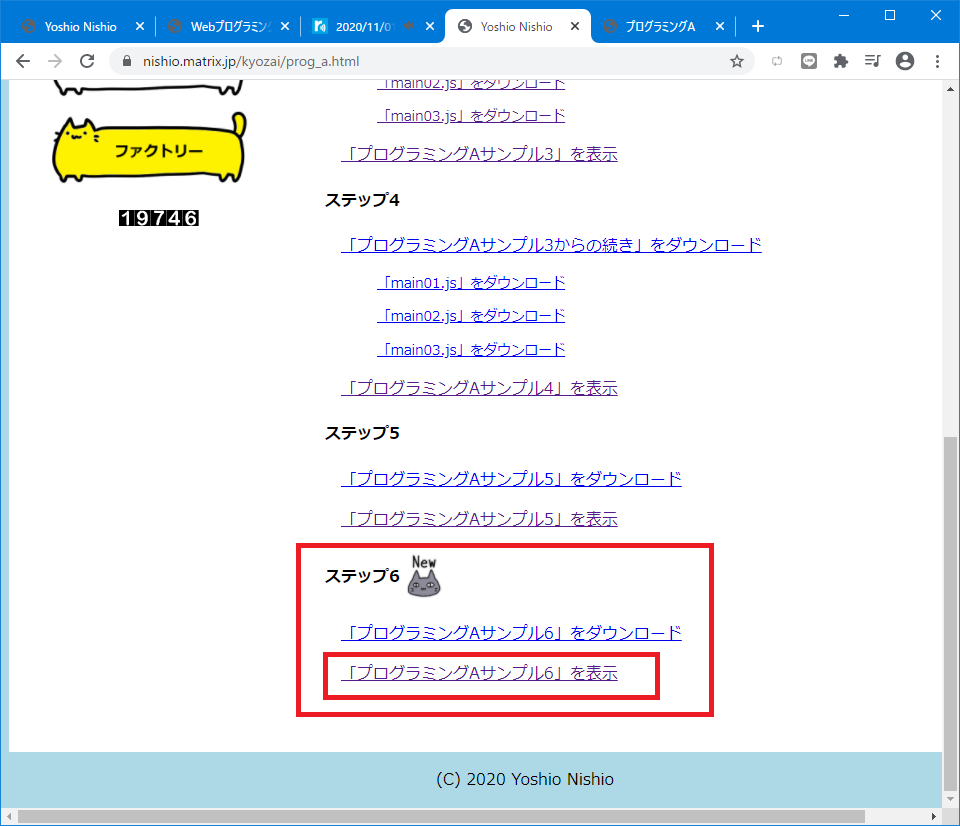 Yoshio Nishio
Webプログラミング
2020/11/01
Yoshio Nishio
プログラミングA
nishio.matrix.jp/kyozai/prog_a.html
ファクトリー
19746
「main02.js」をダウンロード
「main03.js」をダウンロード
「プログラミングAサンプル3」を表示
ステップ4
「プログラミングAサンプル3からの続き」をダウンロード
「main01.js」をダウンロード
「main02.js」をダウンロード
「main03.js」をダウンロード
「プログラミングAサンプル4」を表示
ステップ5
「プログラミングAサンプル5」をダウンロード
「プログラミングAサンプル5」を表示
ステップ6 New
「プログラミングAサンプル6」をダウンロード
「プログラミングAサンプル6」を表示
(C) 2020 Yoshio Nishio